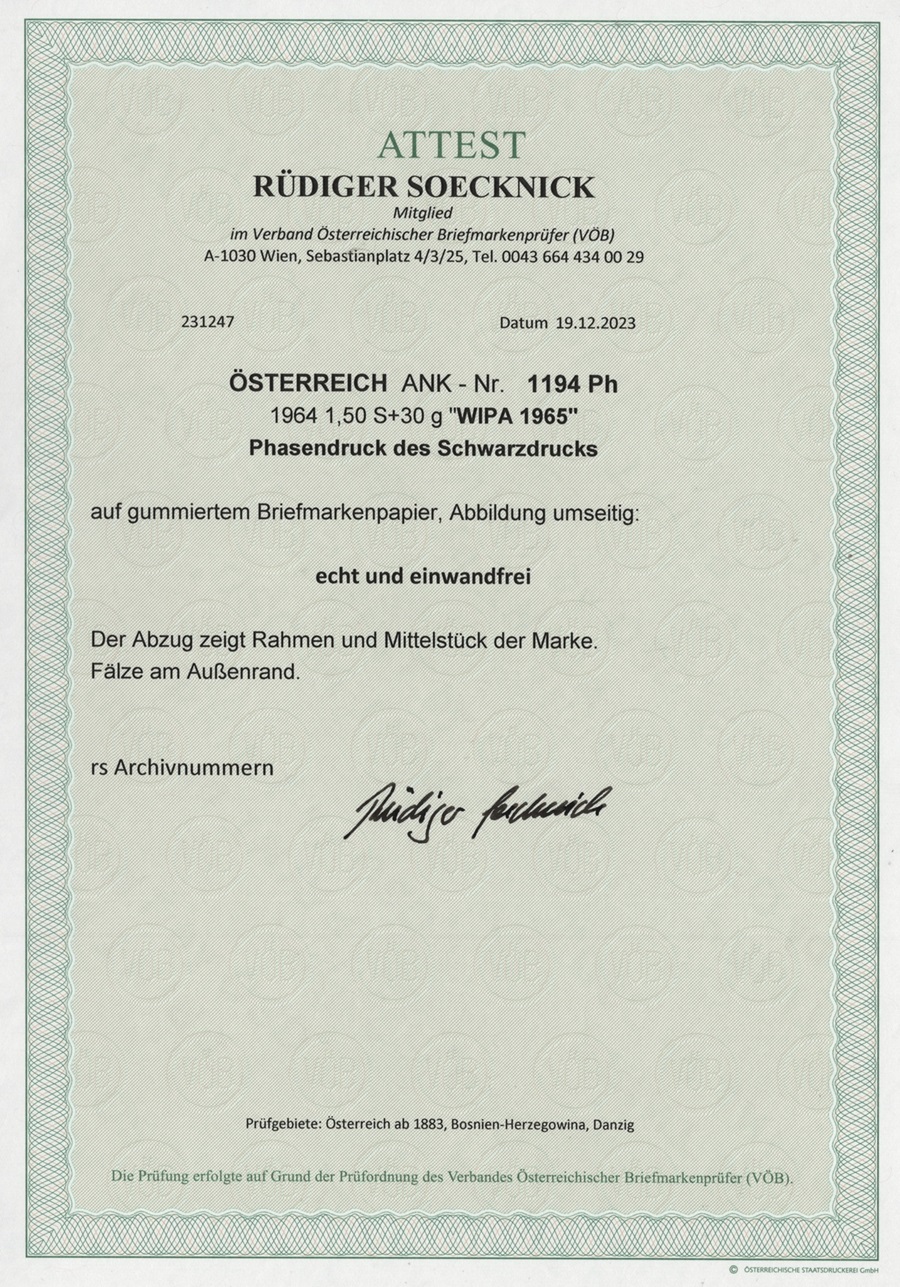 ATTEST
RÜDIGER SOECKNICK
Mitglied
im Verband Österreichischer Briefmarkenprüfer (VÖB)
A-1030 Wien, Sebastianplatz 4/3/25, Tel. 0043 664 434 00 29
231247 Datum 19.12.2023
ÖSTERREICH ANK - Nr. 1194 Ph
1964 1,50 S+30 g "WIPA 1965"
Phasendruck des Schwarzdrucks
auf gummiertem Briefmarkenpapier, Abbildung umseitig:
echt und einwandfrei
Der Abzug zeigt Rahmen und Mittelstück der Marke.
Fälze am Außenrand.
rs Archivnummern
Rüdiger Soecknick
Prüfgebiete: Österreich ab 1883, Bosnien-Herzegowina, Danzig
Die Prüfung erfolgte auf Grund der Prüfordnung des Verbandes Österreichischer Briefmarkenprüfer (VÖB).
© ÖSTERREICHISCHE STAATSDRUCKEREI GmbH